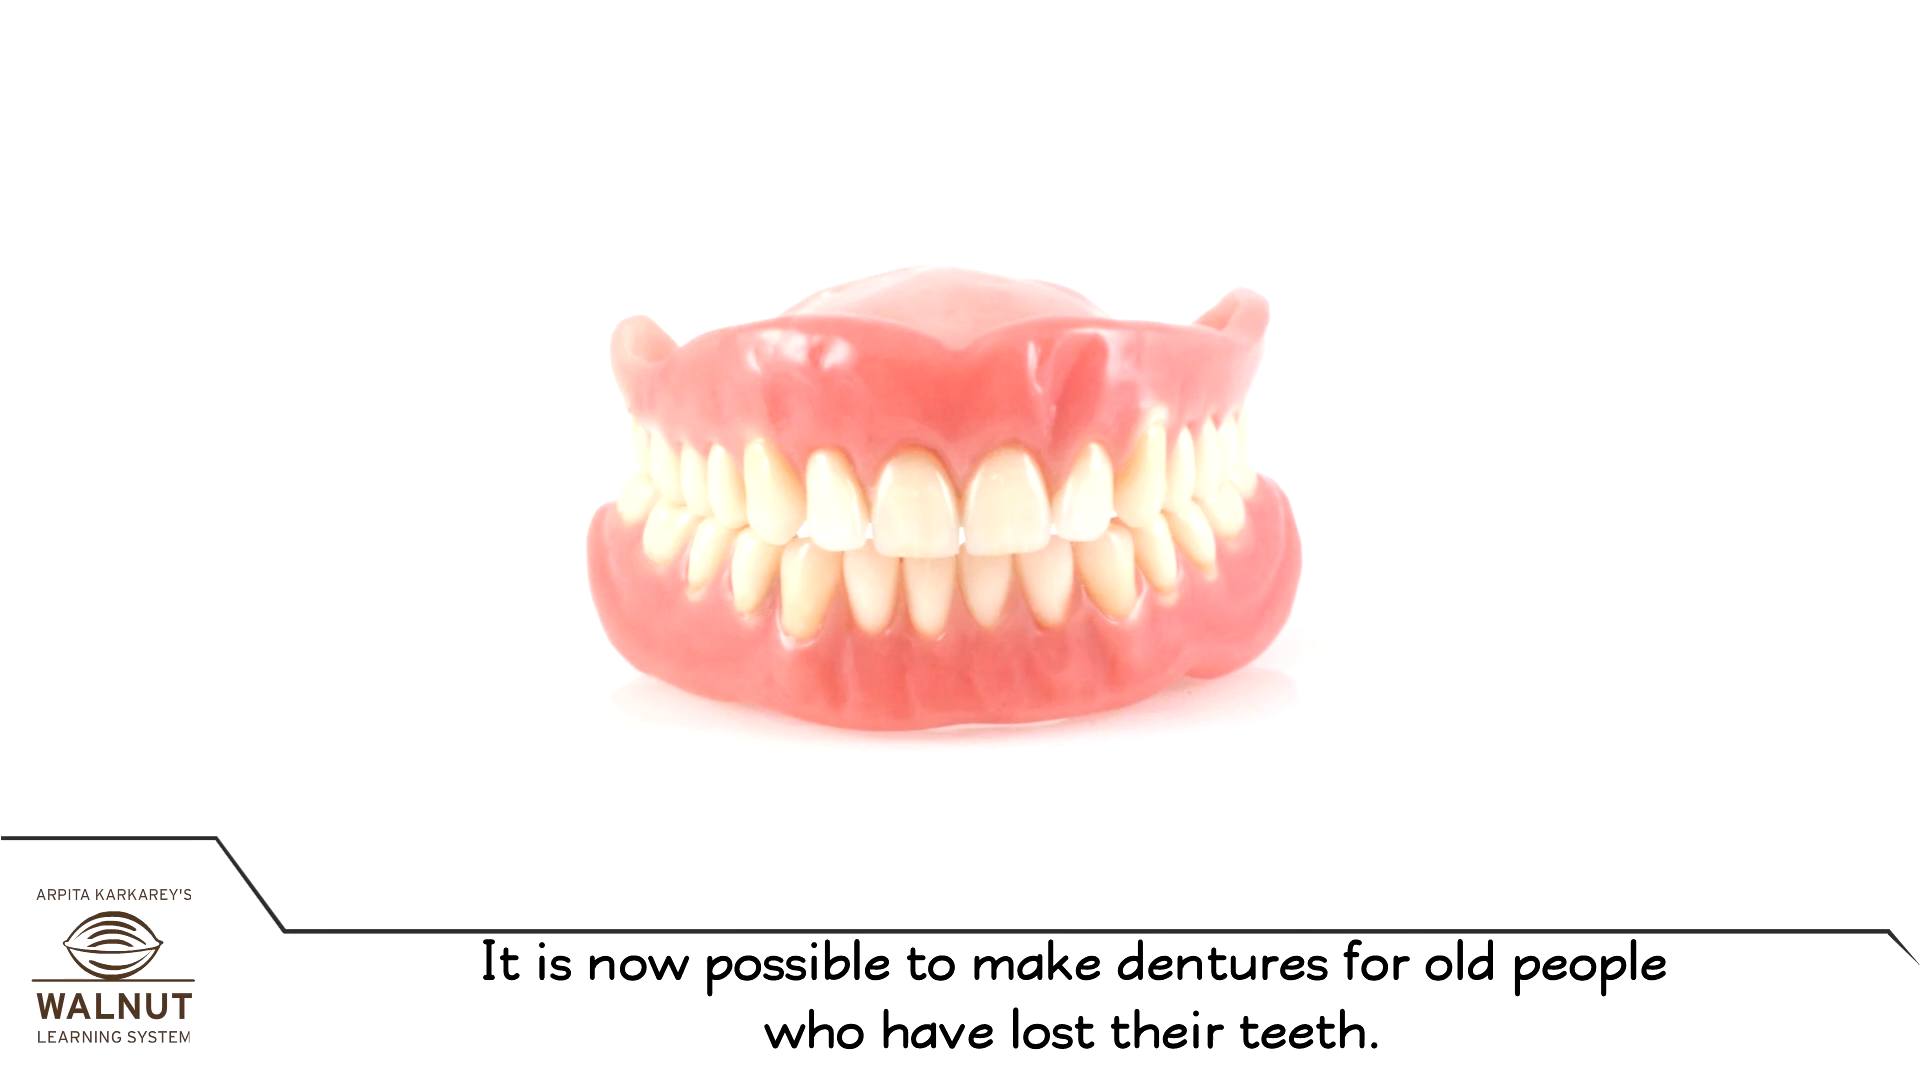 ARPITA KARKAREY'S
WALNUT
LEARNING SYSTEM
It is now possible to make dentures for old people
who have lost their teeth.